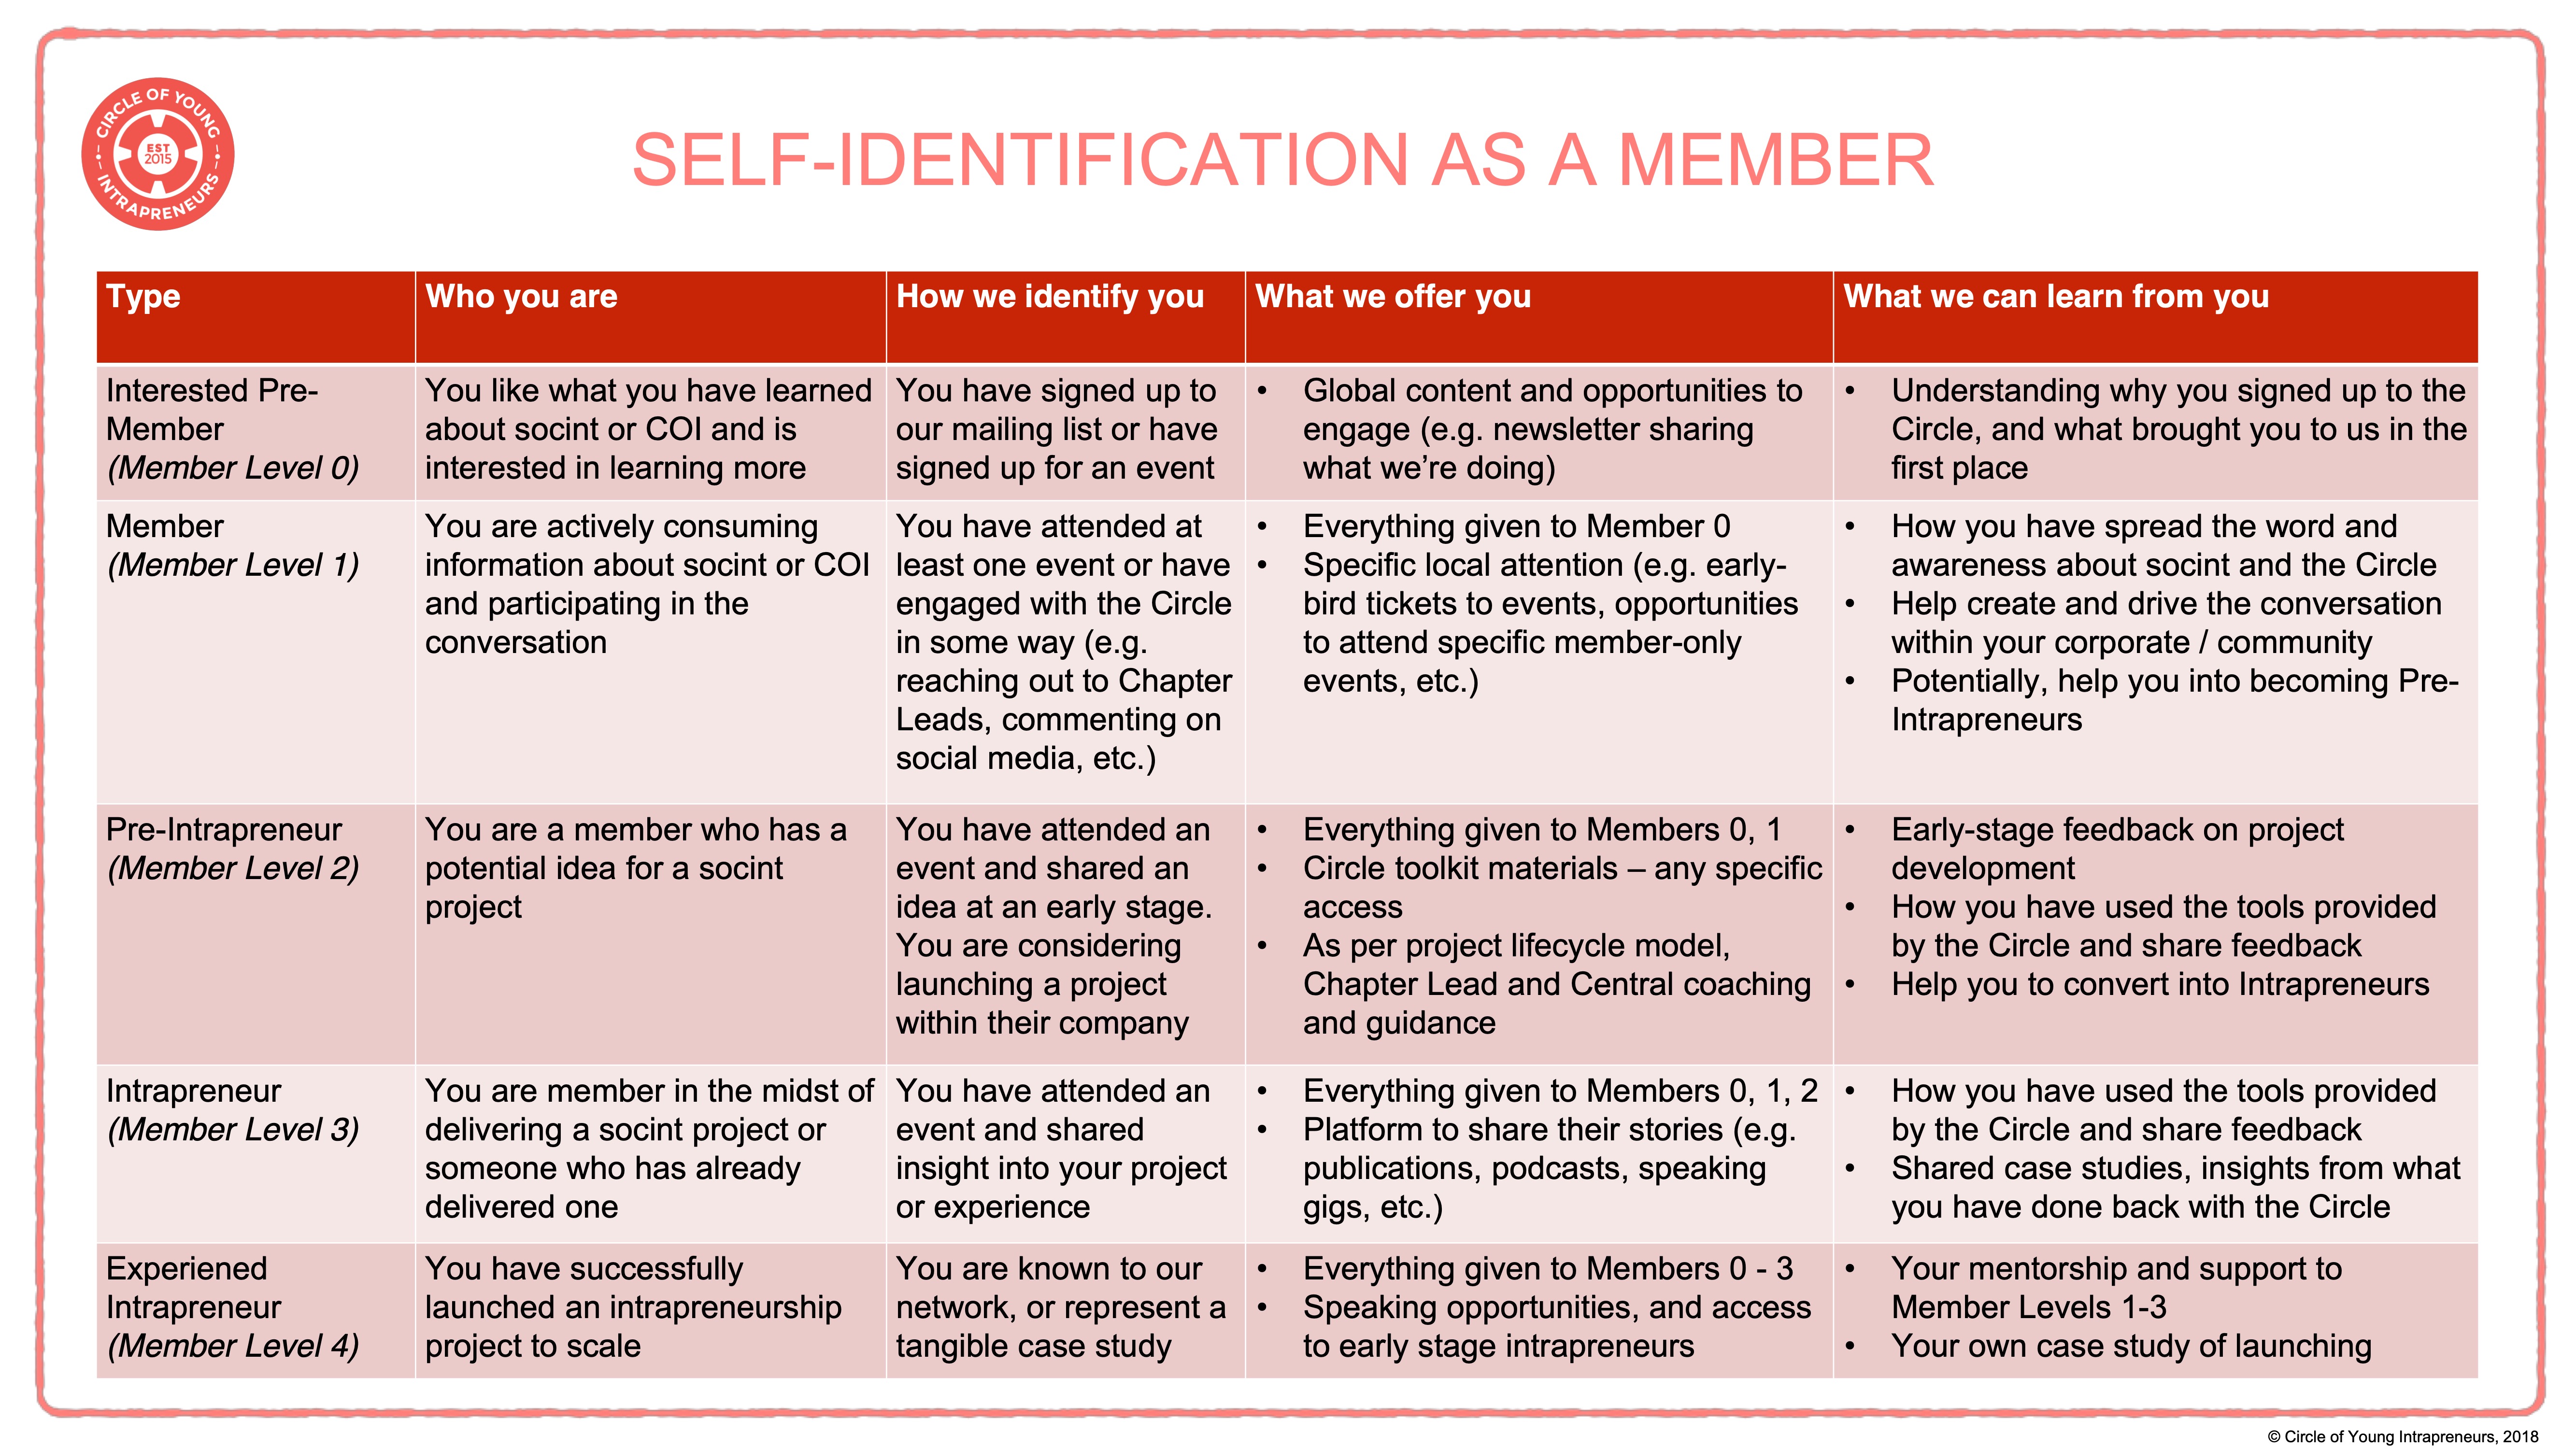 CIRCLE OF YOUNG
EST
2015
INTRAPRENEURS
SELF-IDENTIFICATION AS A MEMBER
Type
Who you are
How we identify you
What we offer you
What we can learn from you
Interested Pre-
Member
(Member Level 0)
You like what you have learned
about socint or COI and is
interested in learning more
You have signed up to
our mailing list or have
signed up for an event
• Global content and opportunities to
engage (e.g. newsletter sharing
what we’re doing)
• Understanding why you signed up to the
Circle, and what brought you to us in the
first place
Member
(Member Level 1)
You are actively consuming
information about socint or COI
and participating in the
conversation
You have attended at
least one event or have
engaged with the Circle
in some way (e.g.
reaching out to Chapter
Leads, commenting on
social media, etc.)
• Everything given to Member 0
• Specific local attention (e.g. early-
bird tickets to events, opportunities
to attend specific member-only
events, etc.)
• How you have spread the word and
awareness about socint and the Circle
• Help create and drive the conversation
within your corporate / community
• Potentially, help you into becoming Pre-
Intrapreneurs
Pre-Intrapreneur
(Member Level 2)
You are a member who has a
potential idea for a socint
project
You have attended an
event and shared an
idea at an early stage.
You are considering
launching a project
within their company
• Everything given to Members 0, 1
• Circle toolkit materials – any specific
access
• As per project lifecycle model,
Chapter Lead and Central coaching
and guidance
• Early-stage feedback on project
development
• How you have used the tools provided
by the Circle and share feedback
• Help you to convert into Intrapreneurs
Intrapreneur
(Member Level 3)
You are member in the midst of
delivering a socint project or
someone who has already
delivered one
You have attended an
event and shared
insight into your project
or experience
• Everything given to Members 0, 1, 2
• Platform to share their stories (e.g.
publications, podcasts, speaking
gigs, etc.)
• How you have used the tools provided
by the Circle and share feedback
• Shared case studies, insights from what
you have done back with the Circle
Experiened
Intrapreneur
(Member Level 4)
You have successfully
launched an intrapreneurship
project to scale
You are known to our
network, or represent a
tangible case study
• Everything given to Members 0 - 3
• Speaking opportunities, and access
to early stage intrapreneurs
• Your mentorship and support to
Member Levels 1-3
• Your own case study of launching
© Circle of Young Intrapreneurs, 2018